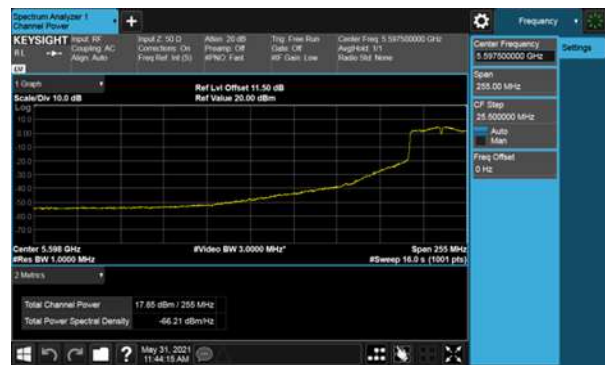 Spectrum Analyzer 1
Channel Power
Frequency
KEYSIGHT Input: RF
RL Coupling: AC
Align: Auto
Input Z: 50 Ω
Corrections: On
Freq Ref: Int (S)
Atten: 20 dB
Preamp: Off
#PNO: Fast
Trig: Free Run
Gate: Off
#IF Gain: Low
Center Freq: 5.597500000 GHz
Avg|Hold: 1/1
Radio Std: None
Center Frequency
5.597500000 GHz
Settings
Span
255.00 MHz
CF Step
25.500000 MHz
Auto
Man
Freq Offset
0 Hz
1 Graph
Ref Lvl Offset 11.50 dB
Scale/Div 10.0 dB
Ref Value 20.00 dBm
Log
10.0
0.00
-10.0
-20.0
-30.0
-40.0
-50.0
-60.0
-70.0
Center 5.598 GHz
#Video BW 3.0000 MHz*
Span 255 MHz
#Res BW 1.0000 MHz
#Sweep 16.0 s (1001 pts)
2 Metrics
Total Channel Power 17.85 dBm / 255 MHz
Total Power Spectral Density -66.21 dBm/Hz
May 31, 2021
11:44:15 AM